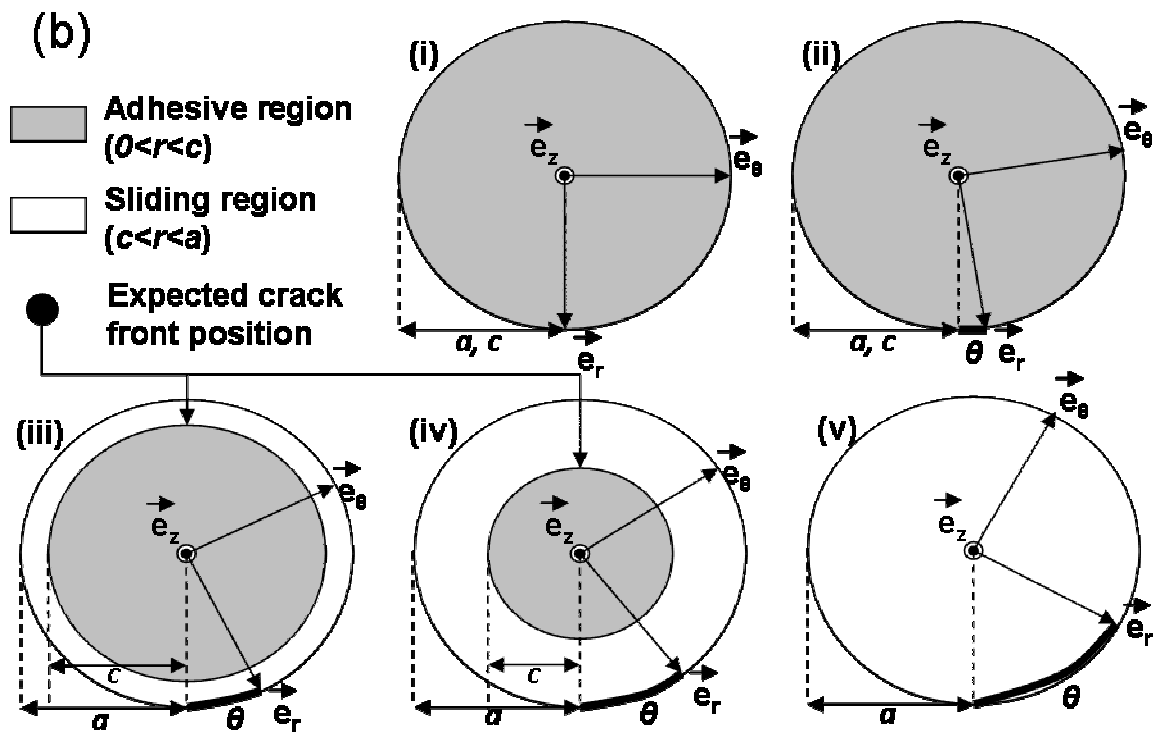 (b)
Adhesive region
(0<r<c)
Sliding region
(c<r<a)
Expected crack
front position
(i)
e_z
e_θ
a, c
e_r
(ii)
e_z
e_θ
a, c
θ
e_r
(iii)
e_z
e_θ
c
a
θ
e_r
(iv)
e_z
e_θ
c
a
θ
e_r
(v)
e_z
e_θ
a
θ
e_r